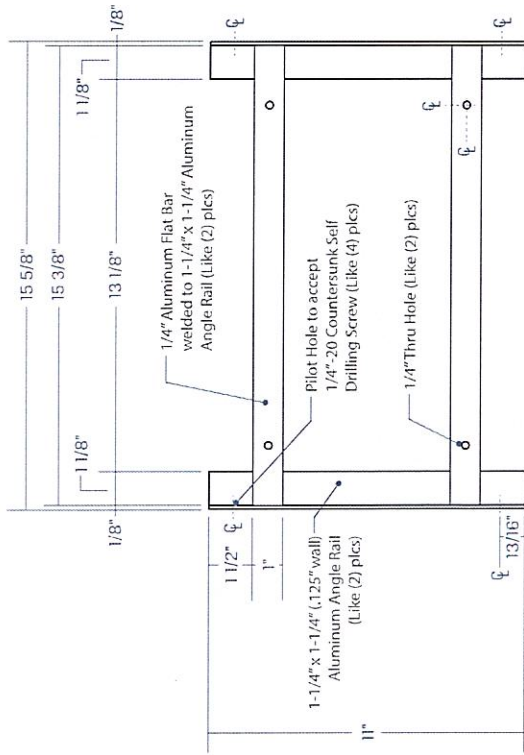 15 5/8"
15 3/8"
13 1/8"
1/8"
1 1/8"
1 1/8"
1/8"
1/4" Aluminum Flat Bar
welded to 1-1/4" x 1-1/4" Aluminum
Angle Rail (Like (2) plcs)
Pilot Hole to accept
1/4"-20 Countersunk Self
Drilling Screw (Like (4) plcs)
1/4" Thru Hole (Like (2) plcs)
1-1/4" x 1-1/4" (.125" wall)
Aluminum Angle Rail
(Like (2) plcs)
℄
℄
℄
℄
℄
℄
1 1/2"
1"
11"
13/16"